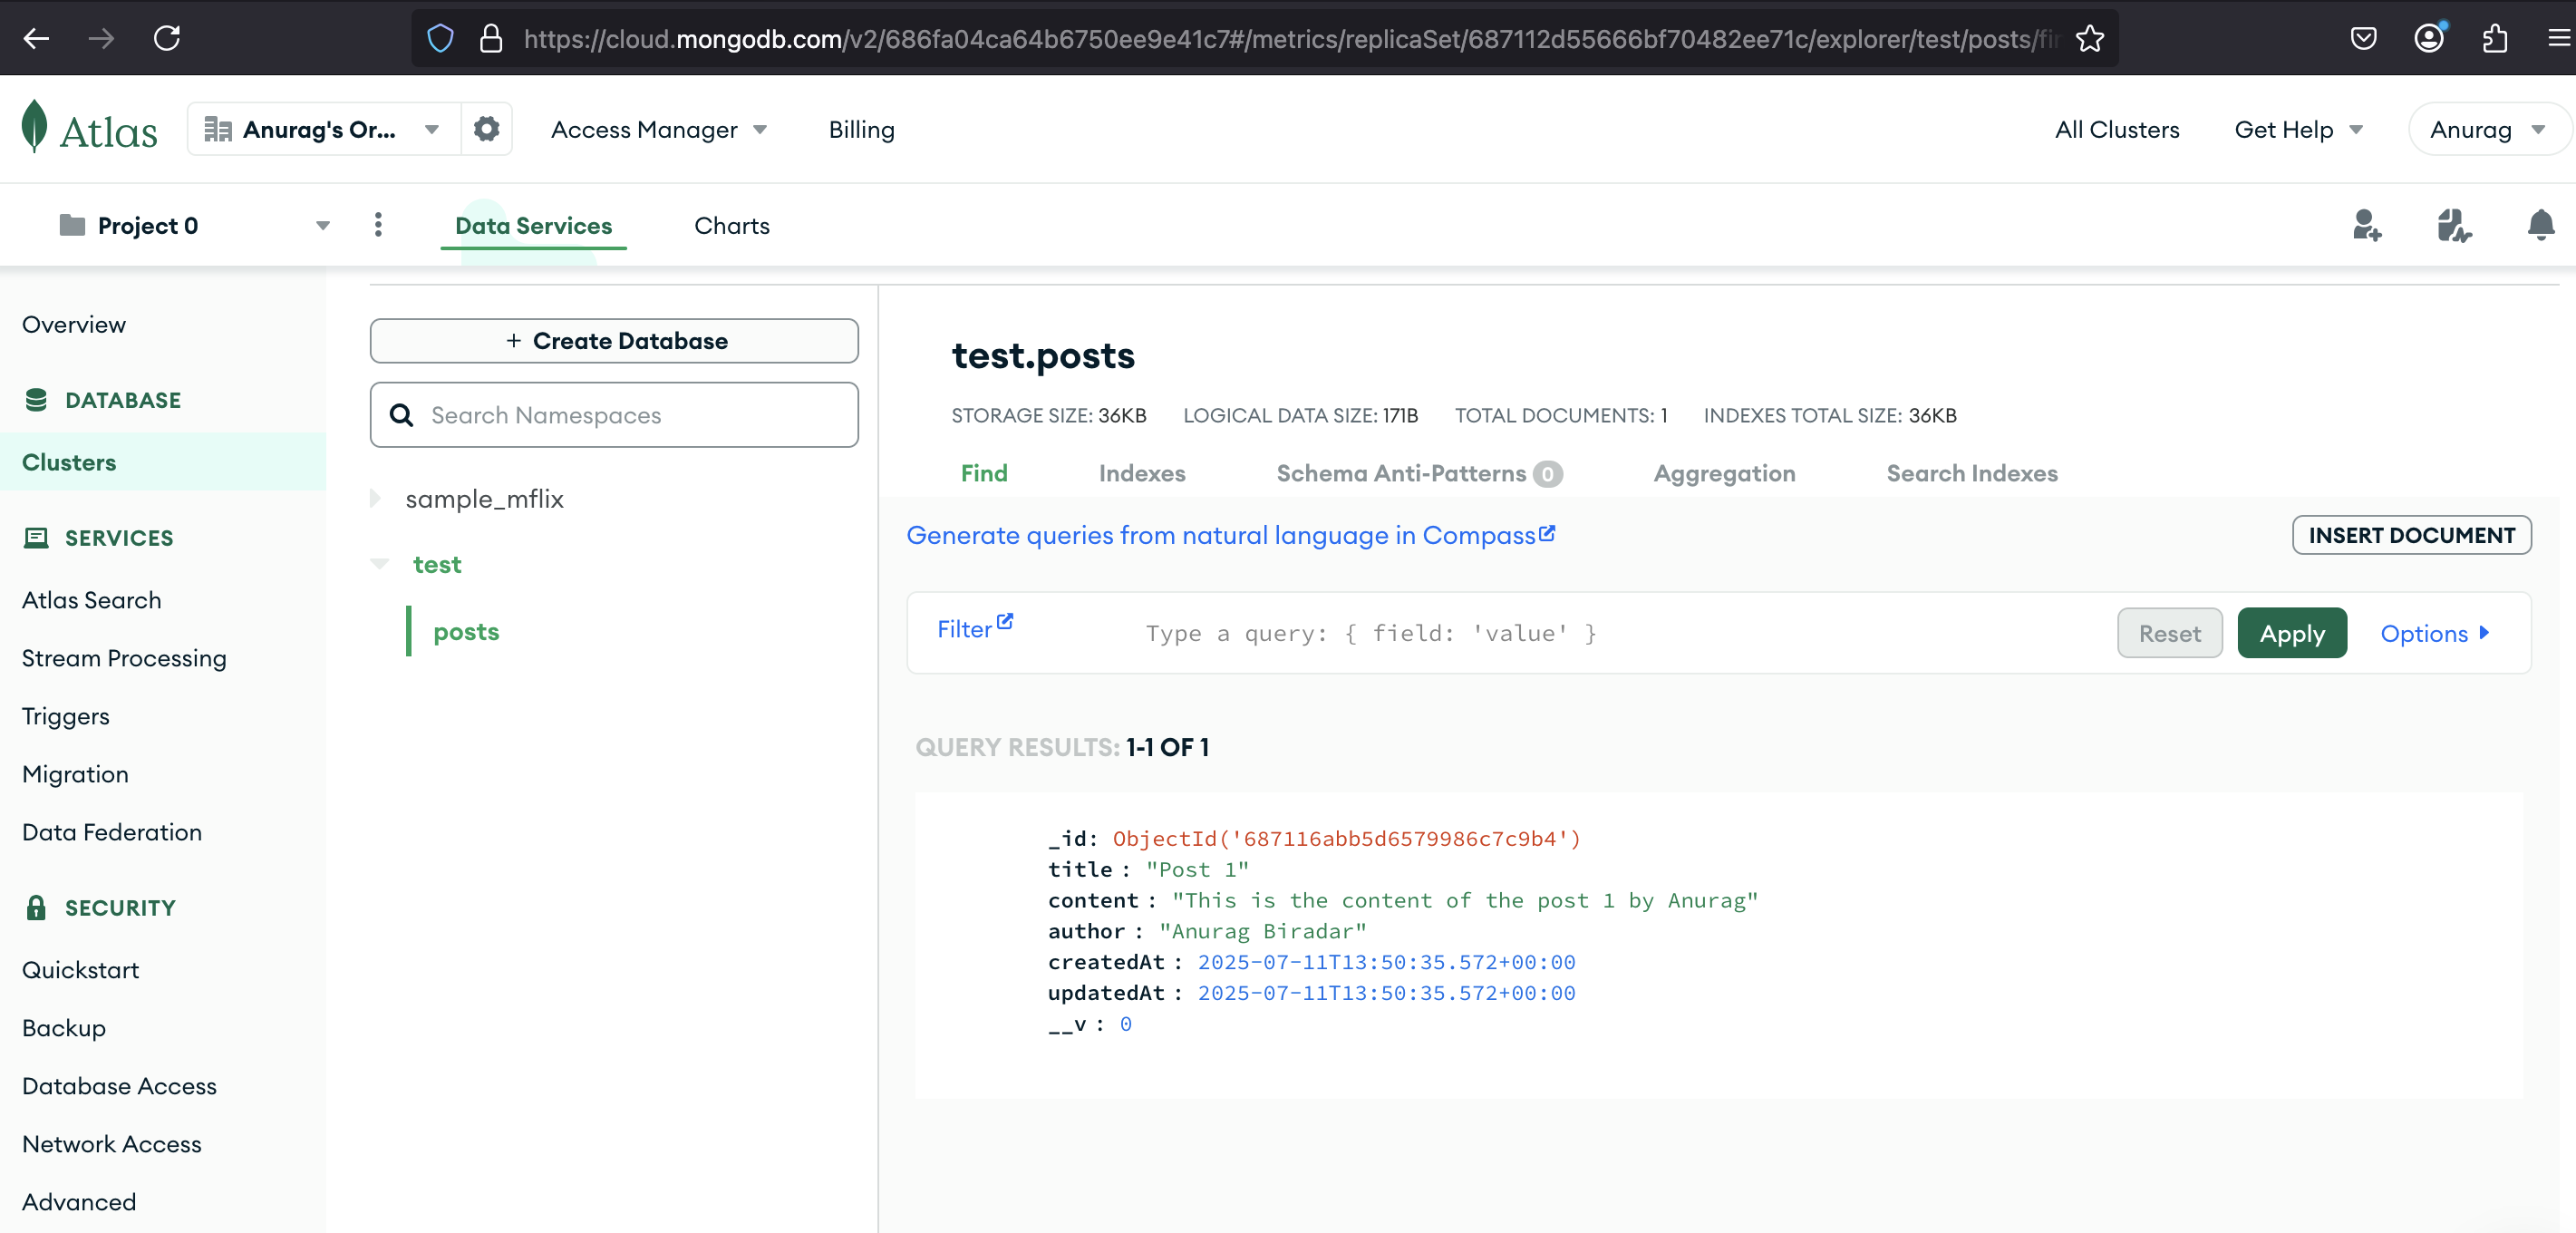 https://cloud.mongodb.com/v2/686fa04ca64b6750ee9e41c7#/metrics/replicaSet/687112d55666bf70482ee71c/explorer/test/posts/fin
Atlas
Anurag's Or...
Access Manager
Billing
All Clusters
Get Help
Anurag
Project 0
Data Services
Charts
Overview
DATABASE
Clusters
SERVICES
Atlas Search
Stream Processing
Triggers
Migration
Data Federation
SECURITY
Quickstart
Backup
Database Access
Network Access
Advanced
+ Create Database
Search Namespaces
sample_mflix
test
posts
test.posts
STORAGE SIZE: 36KB LOGICAL DATA SIZE: 171B TOTAL DOCUMENTS: 1 INDEXES TOTAL SIZE: 36KB
Find Indexes Schema Anti-Patterns 0 Aggregation Search Indexes
Generate queries from natural language in Compass
INSERT DOCUMENT
Filter
Type a query: { field: 'value' }
Reset
Apply
Options
QUERY RESULTS: 1-1 OF 1
_id: ObjectId('687116abb5d6579986c7c9b4')
title : "Post 1"
content : "This is the content of the post 1 by Anurag"
author : "Anurag Biradar"
createdAt : 2025-07-11T13:50:35.572+00:00
updatedAt : 2025-07-11T13:50:35.572+00:00
__v : 0